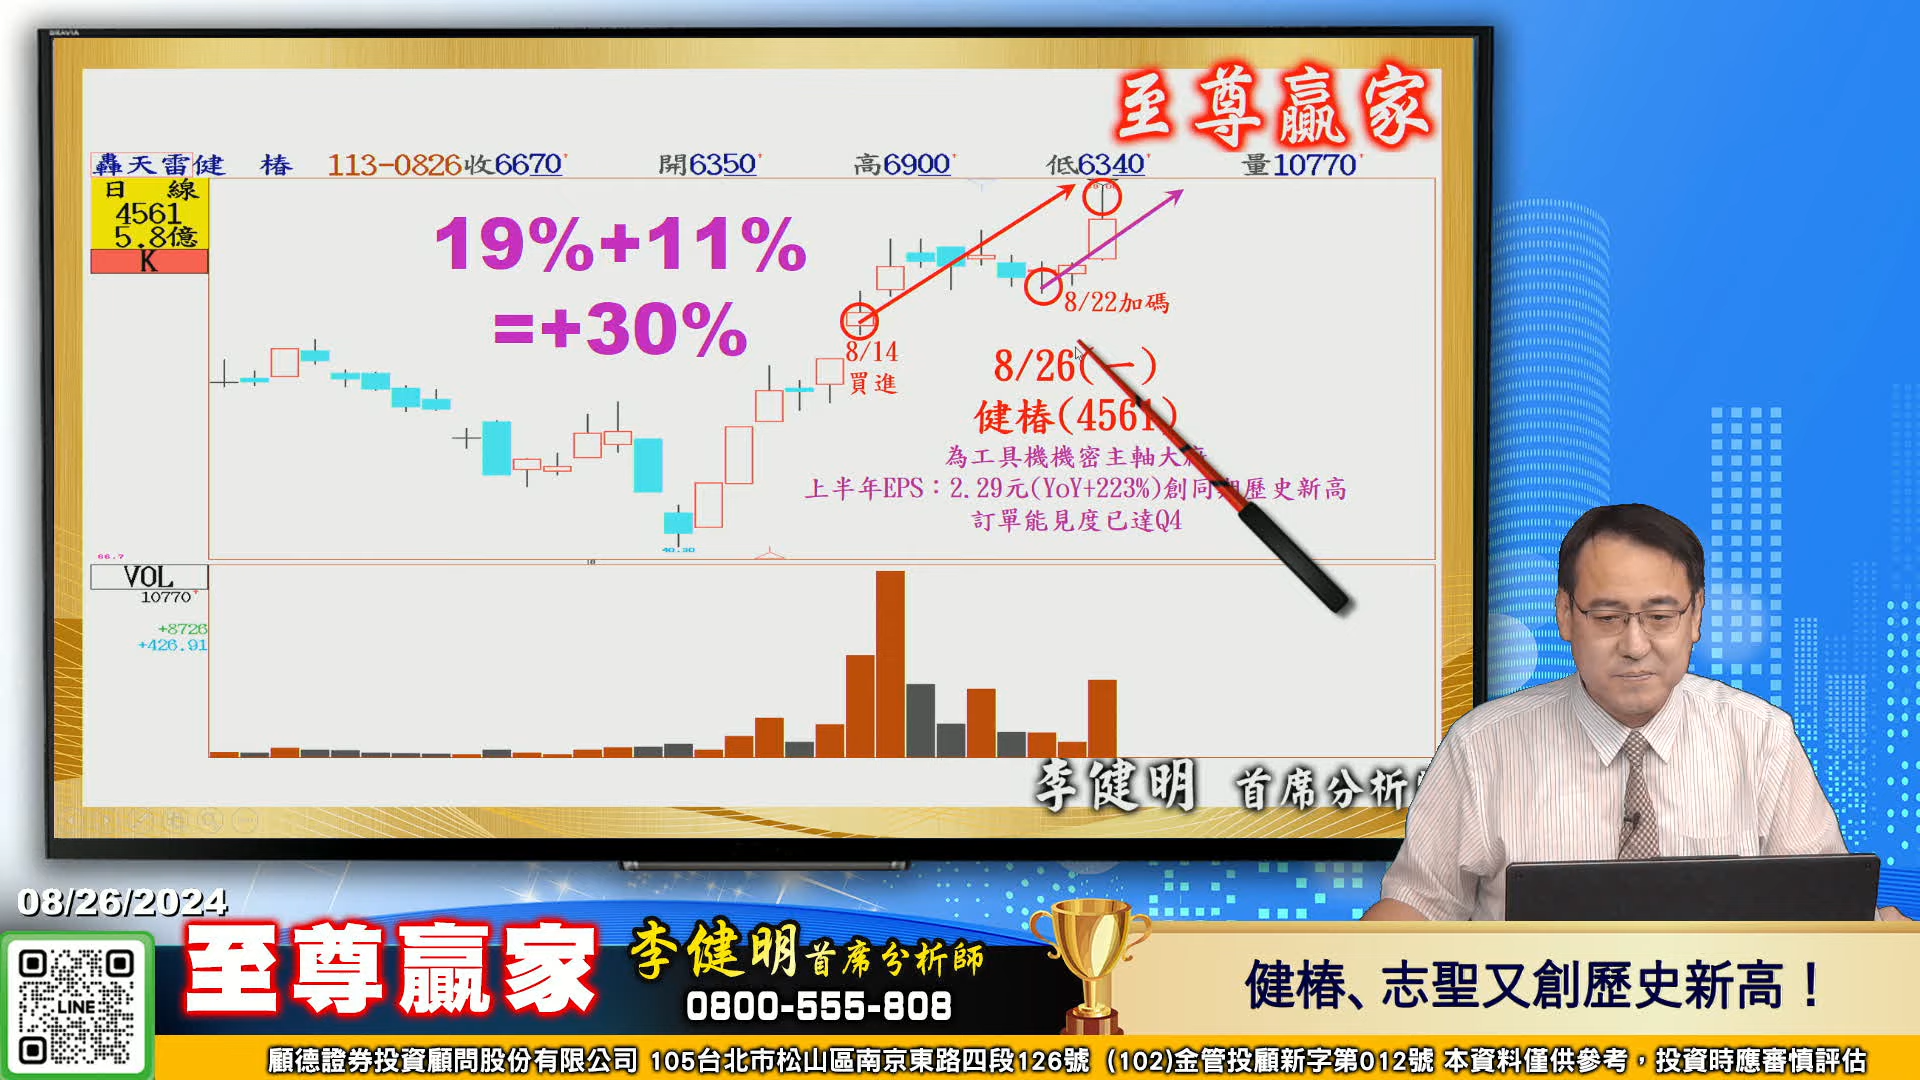 BRAVIA
至尊贏家
轟天雷健 椿 113-0826收6670 開6350 高6900 低6340 量10770
日 線
4561
5.8億
K
19%+11%
=+30%
8/14
買進
8/22加碼
8/26(一)
健椿(4561)
為工具機機密主軸大廠
上半年EPS：2.29元(YoY+223%)創同期歷史新高
訂單能見度已達Q4
40.30
66.7
VOL
10770
+8726
+426.91
李健明 首席分析師
08/26/2024
LINE
至尊贏家
李健明首席分析師
0800-555-808
健椿、志聖又創歷史新高！
顧德證券投資顧問股份有限公司 105台北市松山區南京東路四段126號 (102)金管投顧新字第012號 本資料僅供參考，投資時應審慎評估